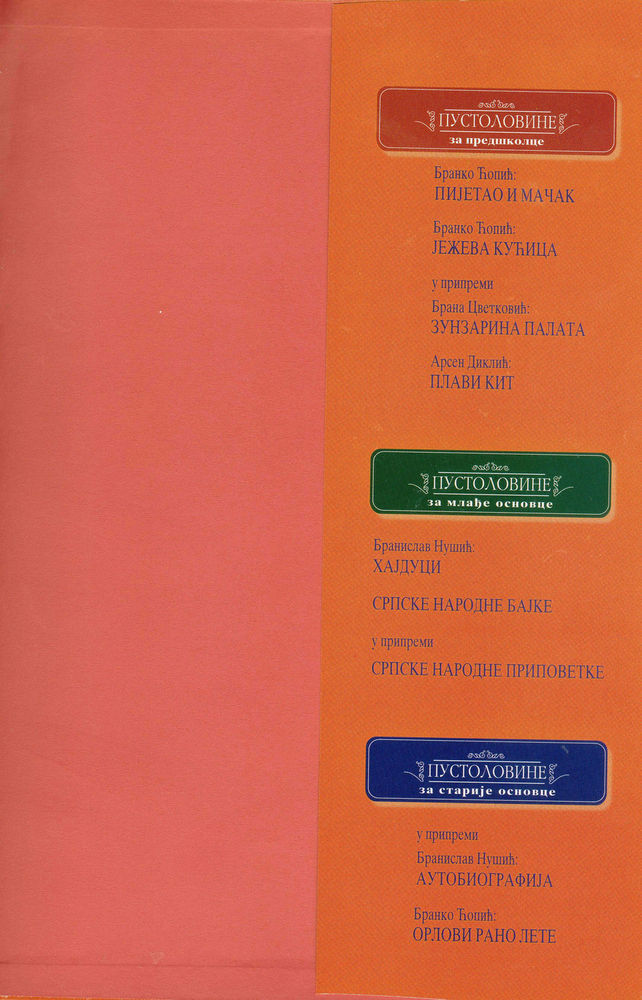 ПУСТОЛОВИНЕ
за предшколце
Бранко Ћопић:
ПИЈЕТАО И МАЧАК
Бранко Ћопић:
ЈЕЖЕВА КУЋИЦА
у припреми
Брана Цветковић:
ЗУНЗАРИНА ПАЛАТА
Арсен Диклић:
ПЛАВИ КИТ
ПУСТОЛОВИНЕ
за млађе основце
Бранислав Нушић:
ХАЈДУЦИ
СРПСКЕ НАРОДНЕ БАЈКЕ
у припреми
СРПСКЕ НАРОДНЕ ПРИПОВЕТКЕ
ПУСТОЛОВИНЕ
за старије основце
у припреми
Бранислав Нушић:
АУТОБИОГРАФИЈА
Бранко Ћопић:
ОРЛОВИ РАНО ЛЕТЕ